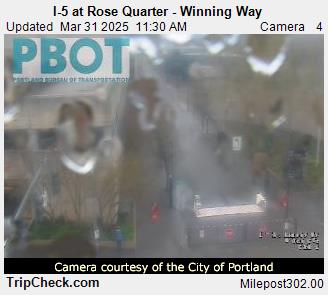 I-5 at Rose Quarter - Winning Way
Updated Mar 31 2025 11:30 AM Camera 4
PBOT
PORTLAND BUREAU OF TRANSPORTATION
Camera courtesy of the City of Portland
TripCheck.com Milepost302.00